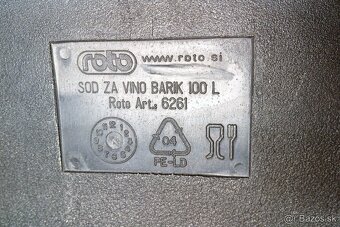 roto www.roto.si
SOD ZA VINO BARIK 100 L
Roto Art.: 6261
04
PE-LD
Bazos.sk